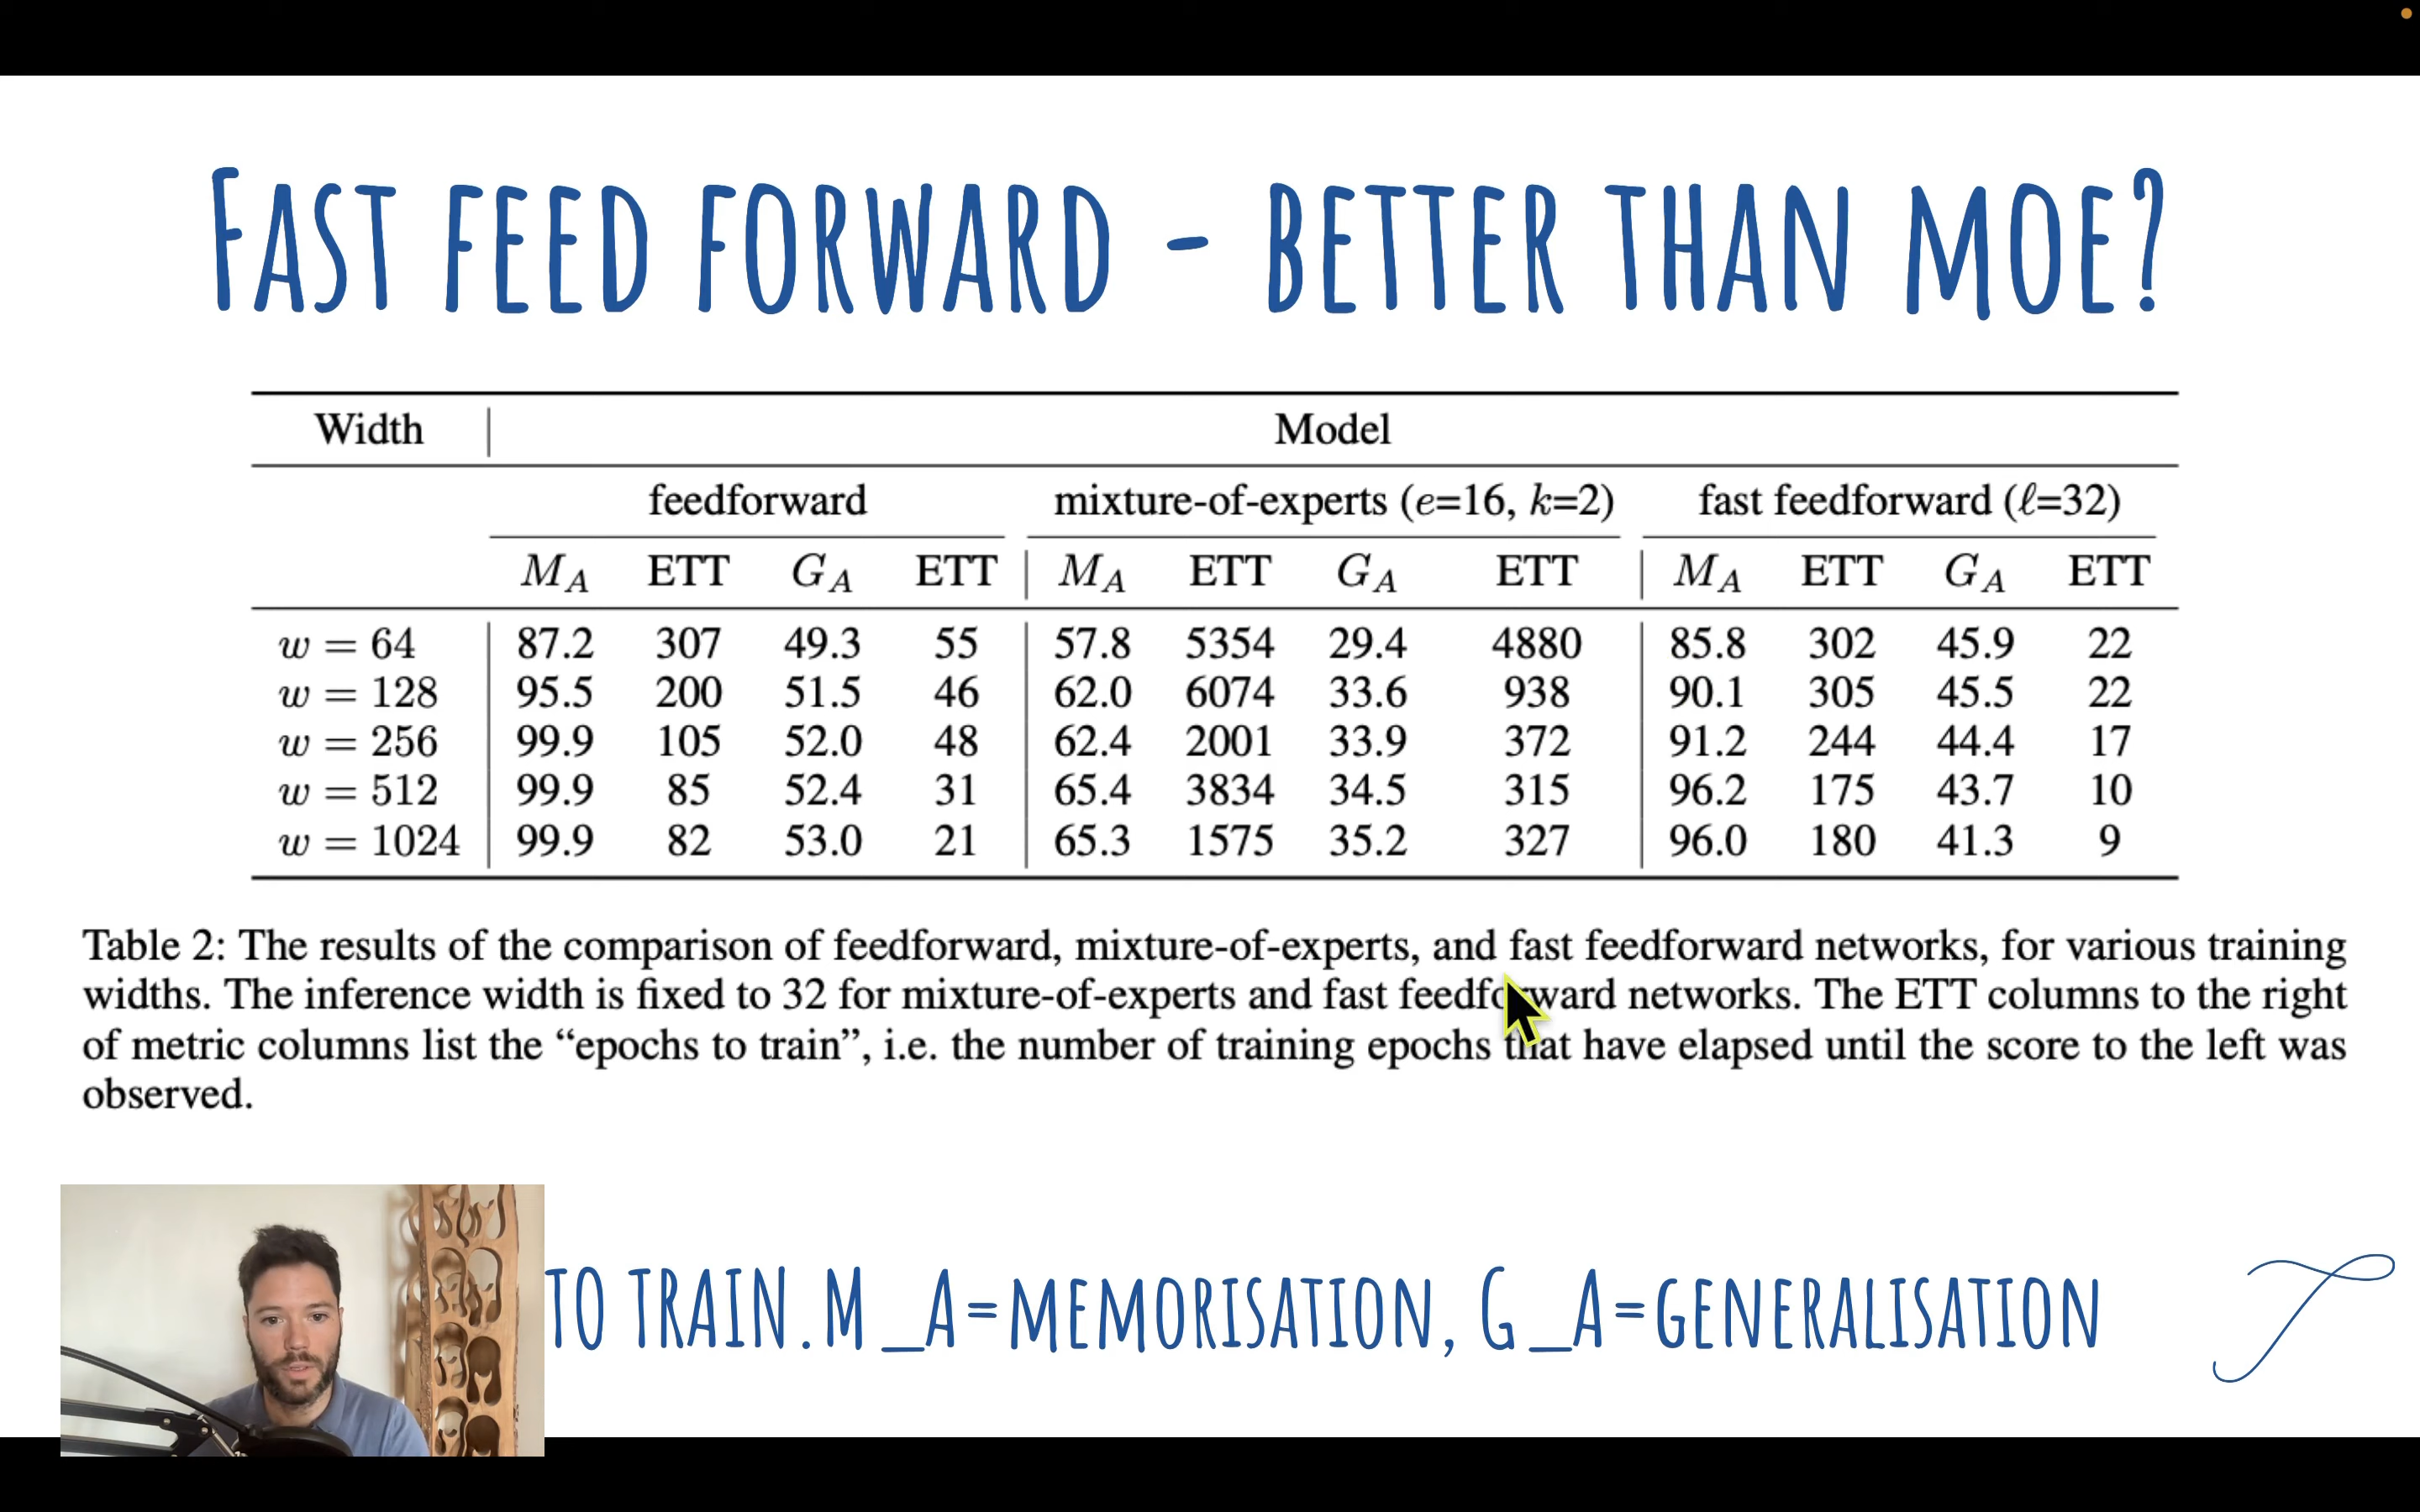 FAST FEED FORWARD - BETTER THAN MOE?
Width | Model
feedforward mixture-of-experts (e=16, k=2) fast feedforward (ℓ=32)
M_A ETT G_A ETT | M_A ETT G_A ETT | M_A ETT G_A ETT
w = 64 | 87.2 307 49.3 55 | 57.8 5354 29.4 4880 | 85.8 302 45.9 22
w = 128 | 95.5 200 51.5 46 | 62.0 6074 33.6 938 | 90.1 305 45.5 22
w = 256 | 99.9 105 52.0 48 | 62.4 2001 33.9 372 | 91.2 244 44.4 17
w = 512 | 99.9 85 52.4 31 | 65.4 3834 34.5 315 | 96.2 175 43.7 10
w = 1024 | 99.9 82 53.0 21 | 65.3 1575 35.2 327 | 96.0 180 41.3 9
Table 2: The results of the comparison of feedforward, mixture-of-experts, and fast feedforward networks, for various training
widths. The inference width is fixed to 32 for mixture-of-experts and fast feedforward networks. The ETT columns to the right
of metric columns list the “epochs to train”, i.e. the number of training epochs that have elapsed until the score to the left was
observed.
TO TRAIN. M_A=MEMORISATION, G_A=GENERALISATION